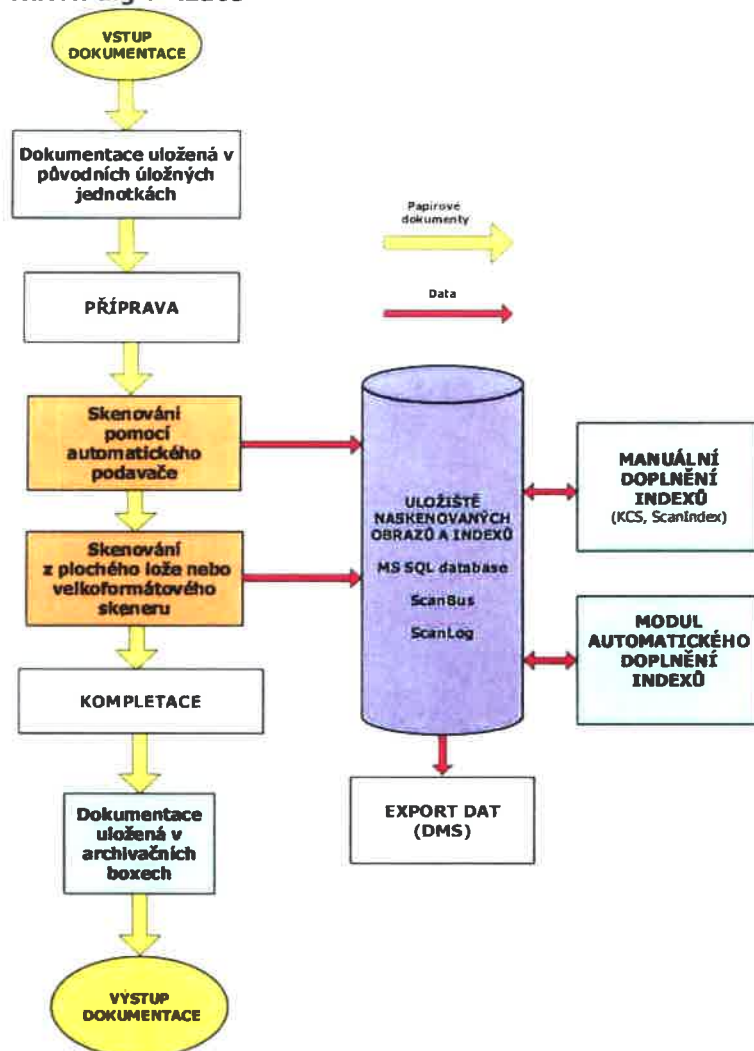 VSTUP
DOKUMENTACE
Dokumentace uložená v
původních úložných
jednotkách
PŘÍPRAVA
Skenování
pomocí
automatického
podavače
Skenování
z plochého lože nebo
velkoformátového
skeneru
KOMPLETACE
Dokumentace
uložená v
archivačních
boxech
VÝSTUP
DOKUMENTACE
Papírové
dokumenty
Data
ULOŽIŠTĚ
NASKENOVANÝCH
OBRAZŮ A INDEXŮ
MS SQL database
ScanBus
ScanLog
EXPORT DAT
(DMS)
MANUÁLNÍ
DOPLNĚNÍ
INDEXŮ
(KCS, ScanIndex)
MODUL
AUTOMATICKÉHO
DOPLNĚNÍ
INDEXŮ